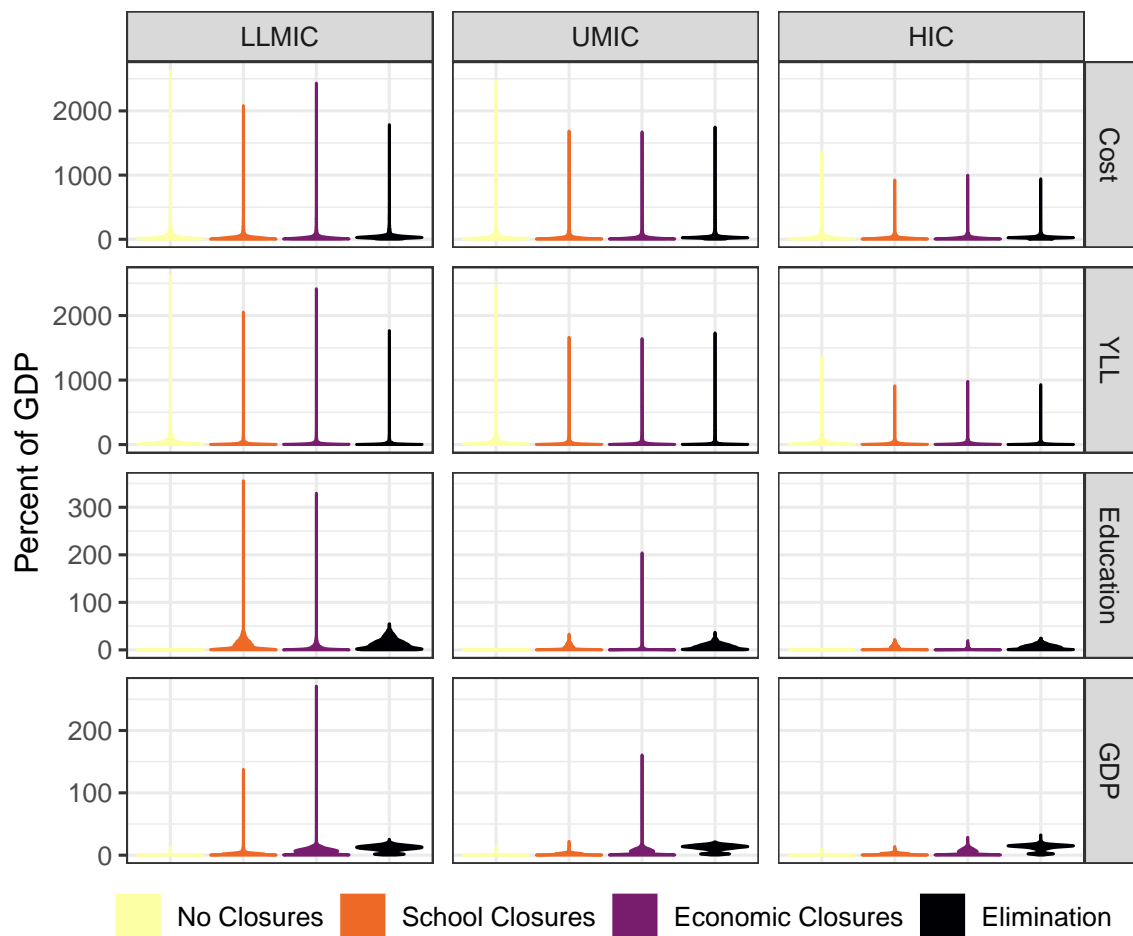 LLMIC UMIC HIC
2000
1000
0
Cost
2000
1000
0
YLL
Percent of GDP
300
200
100
0
Education
200
100
0
GDP
No Closures School Closures Economic Closures Elimination